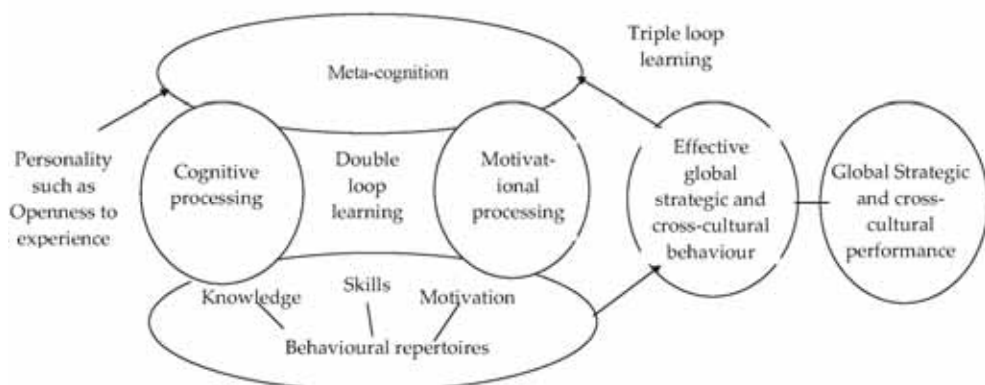 Triple loop
learning
Meta-cognition
Personality
such as
Openness to
experience
Cognitive
processing
Double
loop
learning
Motivat-
ional
processing
Effective
global
strategic and
cross-cultural
behaviour
Global Strategic
and cross-
cultural
performance
Knowledge
Skills
Motivation
Behavioural repertoires